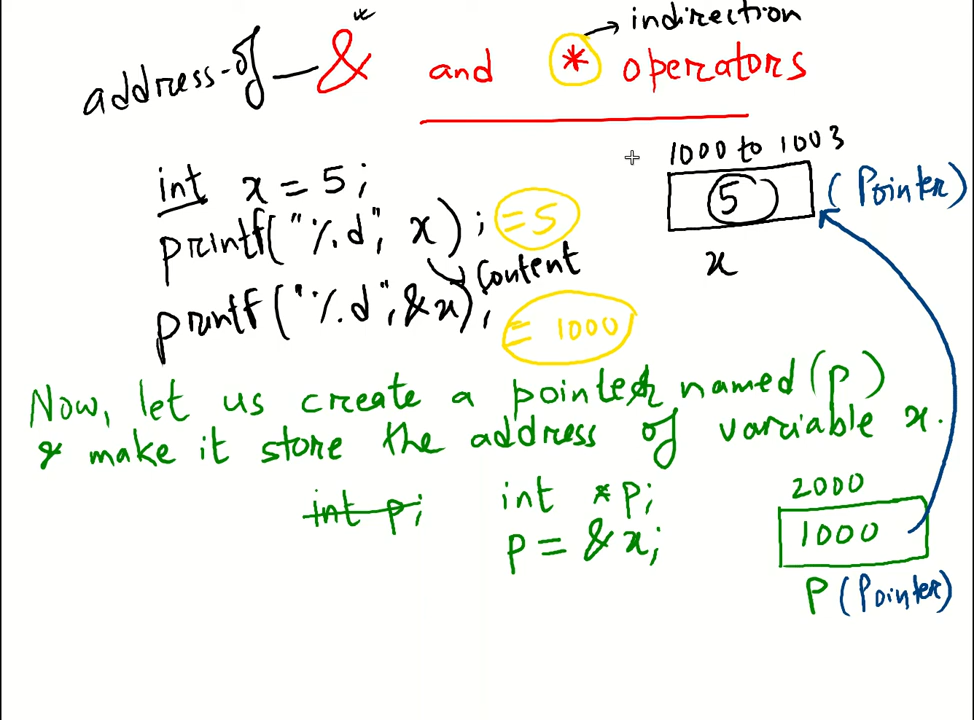 indirection
address-of — & and * operators
1000 to 1003
int x = 5;
5 (Pointer)
printf("%d", x); = 5
x
Content
printf("%d", &x); = 1000
Now, let us create a pointer named (p)
& make it store the address of variable x.
2000
int p; int *p;
1000
p = &x;
P (Pointer)